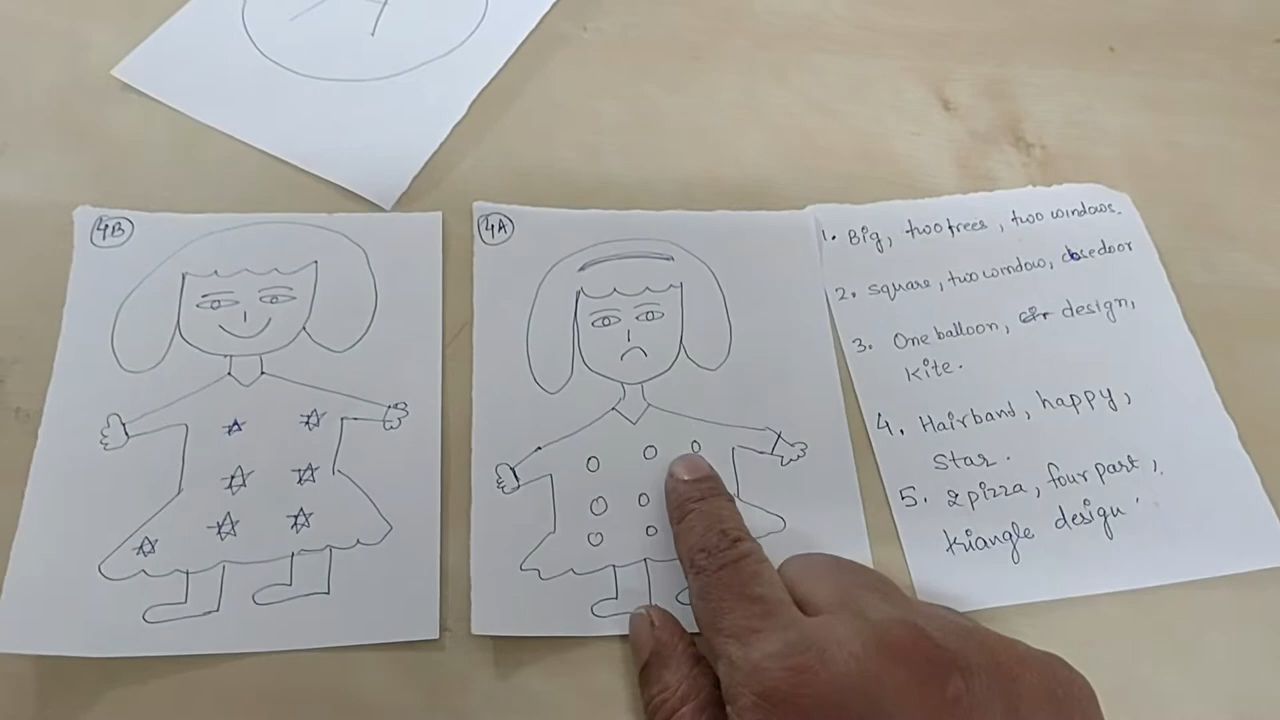 A
4B
4A
1. Big, two trees, two windows.
2. square, two window, close door
3. One balloon, design,
kite.
4. Hairband, happy,
star.
5. 2 pizza, four part,
triangle design